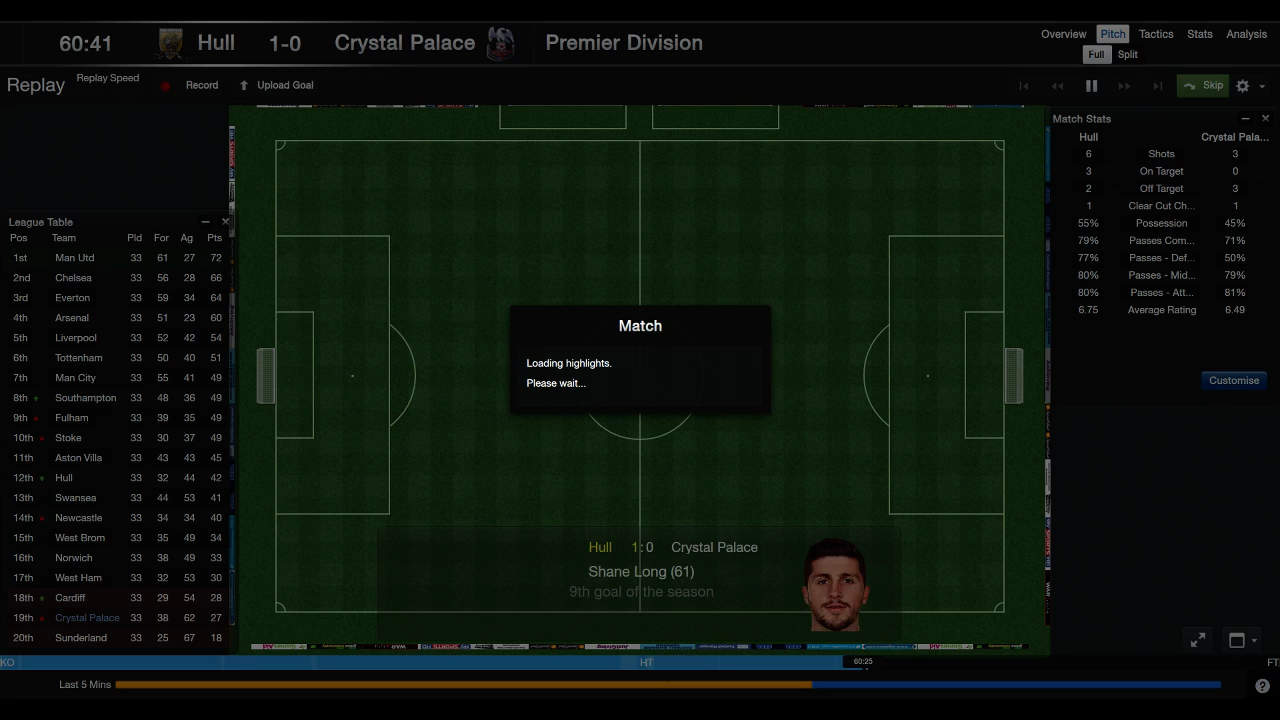 60:41 Hull 1-0 Crystal Palace Premier Division
Overview Pitch Tactics Stats Analysis
Full Split
Replay Replay Speed Record Upload Goal Skip
League Table
Pos Team Pld For Ag Pts
1st Man Utd 33 61 27 72
2nd Chelsea 33 56 28 66
3rd Everton 33 59 34 64
4th Arsenal 33 51 23 60
5th Liverpool 33 52 42 54
6th Tottenham 33 50 40 51
7th Man City 33 55 41 49
8th Southampton 33 48 36 49
9th Fulham 33 39 35 49
10th Stoke 33 30 37 49
11th Aston Villa 33 43 43 45
12th Hull 33 32 44 42
13th Swansea 33 44 53 41
14th Newcastle 33 34 34 40
15th West Brom 33 35 49 34
16th Norwich 33 38 49 33
17th West Ham 33 32 53 30
18th Cardiff 33 29 54 28
19th Crystal Palace 33 38 62 27
20th Sunderland 33 25 67 18
Match
Loading highlights.
Please wait...
Hull 1:0 Crystal Palace
Shane Long (61)
9th goal of the season
Match Stats
Hull Crystal Pala...
6 Shots 3
3 On Target 0
2 Off Target 3
1 Clear Cut Ch... 1
55% Possession 45%
79% Passes Com... 71%
77% Passes - Def... 50%
80% Passes - Mid... 79%
80% Passes - Att... 81%
6.75 Average Rating 6.49
Customise
KO HT 60:25 FT
Last 5 Mins
?